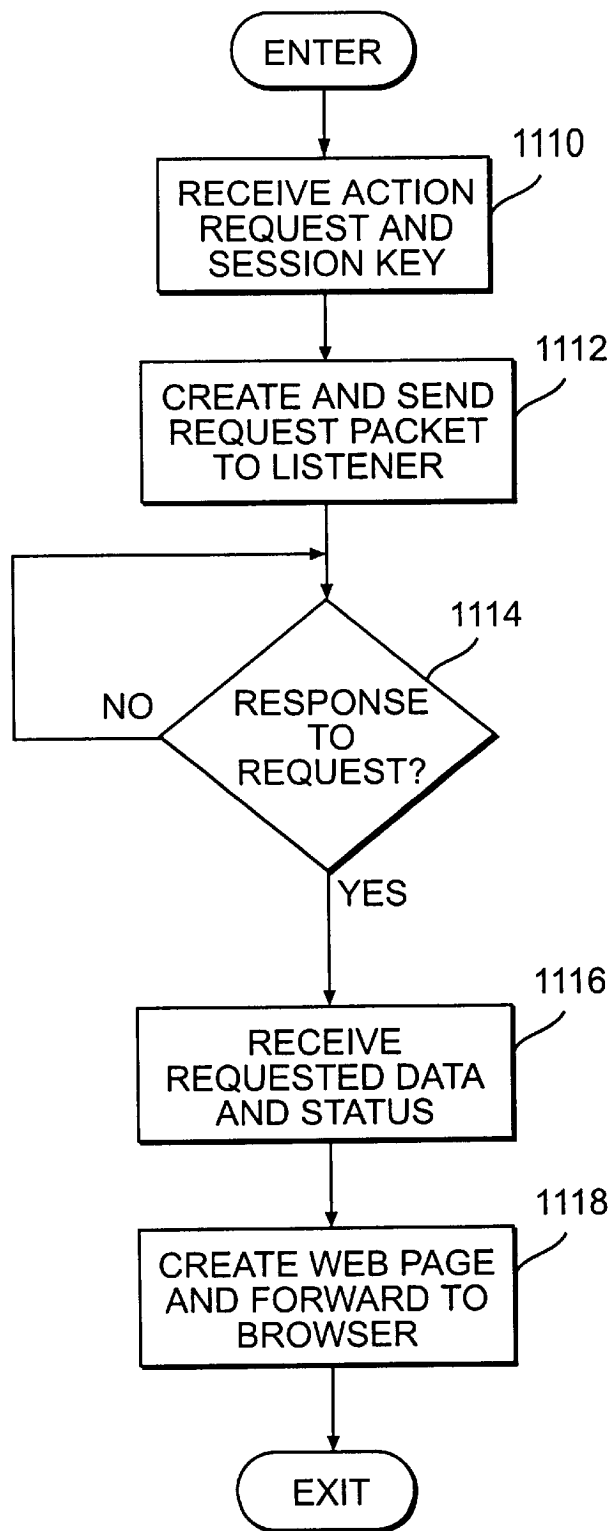 ENTER
1110
RECEIVE ACTION
REQUEST AND
SESSION KEY
1112
CREATE AND SEND
REQUEST PACKET
TO LISTENER
1114
NO
RESPONSE
TO
REQUEST?
YES
1116
RECEIVE
REQUESTED DATA
AND STATUS
1118
CREATE WEB PAGE
AND FORWARD TO
BROWSER
EXIT